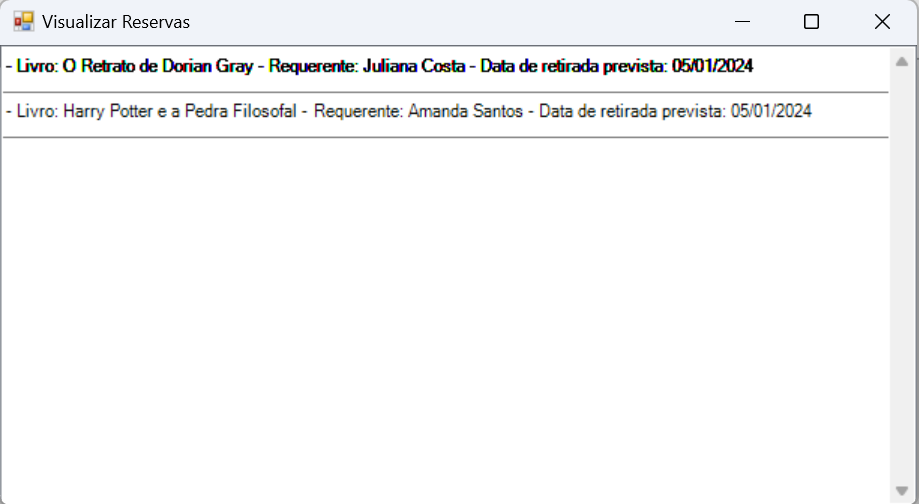 Visualizar Reservas
- Livro: O Retrato de Dorian Gray - Requerente: Juliana Costa - Data de retirada prevista: 05/01/2024
- Livro: Harry Potter e a Pedra Filosofal - Requerente: Amanda Santos - Data de retirada prevista: 05/01/2024